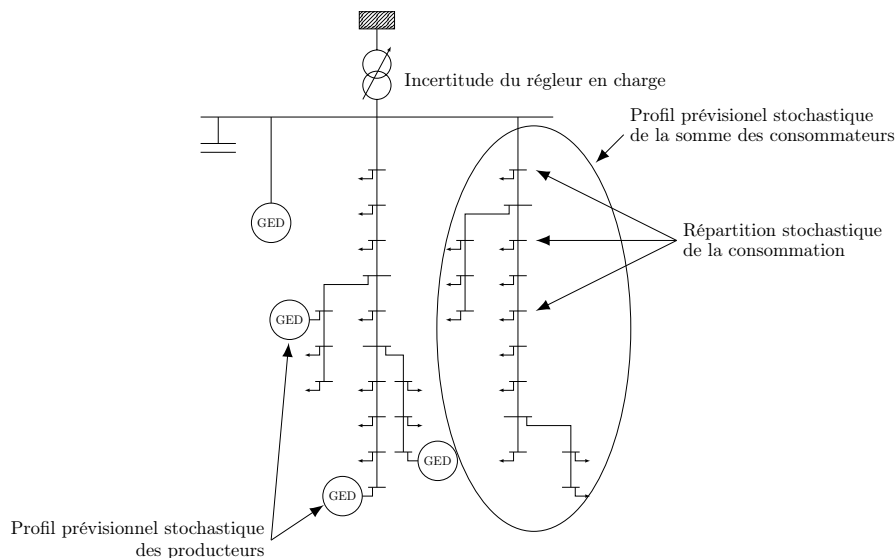 Incertitude du régleur en charge
Profil prévisionel stochastique
de la somme des consommateurs
GED
Répartition stochastique
de la consommation
GED
GED
GED
Profil prévisionnel stochastique
des producteurs